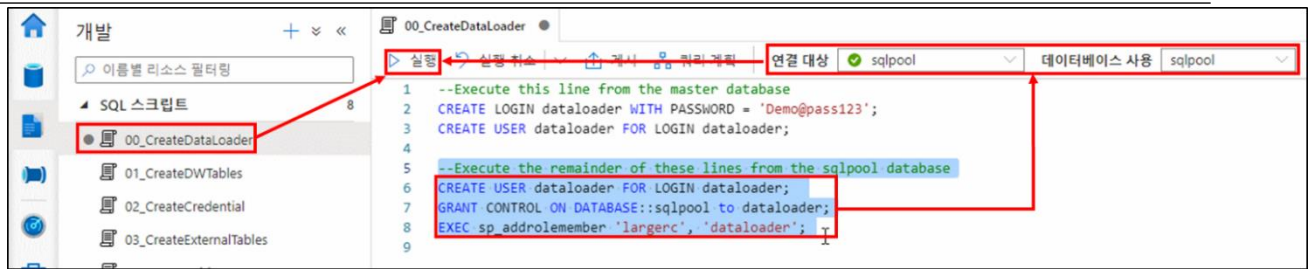 개발
이름별 리소스 필터링
SQL 스크립트 8
00_CreateDataLoader
01_CreateDWTables
02_CreateCredential
03_CreateExternalTables
00_CreateDataLoader
실행 실행 취소 게시 쿼리 계획 연결 대상 sqlpool 데이터베이스 사용 sqlpool
1 --Execute this line from the master database
2 CREATE LOGIN dataloader WITH PASSWORD = 'Demo@pass123';
3 CREATE USER dataloader FOR LOGIN dataloader;
4
5 --Execute the remainder of these lines from the sqlpool database
6 CREATE USER dataloader FOR LOGIN dataloader;
7 GRANT CONTROL ON DATABASE::sqlpool to dataloader;
8 EXEC sp_addrolemember 'largerc', 'dataloader';
9